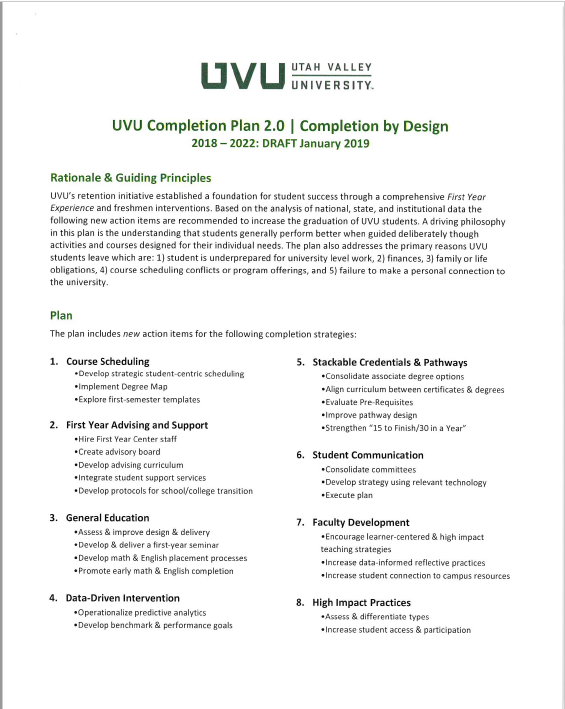 UVU UTAH VALLEY
UNIVERSITY.
UVU Completion Plan 2.0 | Completion by Design
2018 – 2022: DRAFT January 2019
Rationale & Guiding Principles
UVU's retention initiative established a foundation for student success through a comprehensive First Year
Experience and freshmen interventions. Based on the analysis of national, state, and institutional data the
following new action items are recommended to increase the graduation of UVU students. A driving philosophy
in this plan is the understanding that students generally perform better when guided deliberately though
activities and courses designed for their individual needs. The plan also addresses the primary reasons UVU
students leave which are: 1) student is underprepared for university level work, 2) finances, 3) family or life
obligations, 4) course scheduling conflicts or program offerings, and 5) failure to make a personal connection to
the university.
Plan
The plan includes new action items for the following completion strategies:
1. Course Scheduling
•Develop strategic student-centric scheduling
•Implement Degree Map
•Explore first-semester templates
2. First Year Advising and Support
•Hire First Year Center staff
•Create advisory board
•Develop advising curriculum
•Integrate student support services
•Develop protocols for school/college transition
3. General Education
•Assess & improve design & delivery
•Develop & deliver a first-year seminar
•Develop math & English placement processes
•Promote early math & English completion
4. Data-Driven Intervention
•Operationalize predictive analytics
•Develop benchmark & performance goals
5. Stackable Credentials & Pathways
•Consolidate associate degree options
•Align curriculum between certificates & degrees
•Evaluate Pre-Requisites
•Improve pathway design
•Strengthen "15 to Finish/30 in a Year"
6. Student Communication
•Consolidate committees
•Develop strategy using relevant technology
•Execute plan
7. Faculty Development
•Encourage learner-centered & high impact
teaching strategies
•Increase data-informed reflective practices
•Increase student connection to campus resources
8. High Impact Practices
•Assess & differentiate types
•Increase student access & participation